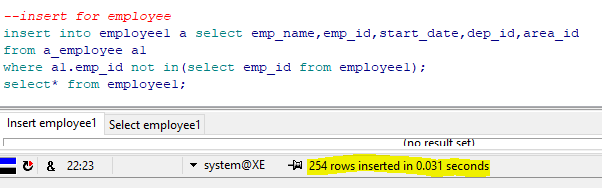 --insert for employee
insert into employee1 a select emp_name,emp_id,start_date,dep_id,area_id
from a_employee a1
where a1.emp_id not in(select emp_id from employee1);
select* from employee1;
Insert employee1 Select employee1
(no result set)
& 22:23 system@XE 254 rows inserted in 0.031 seconds